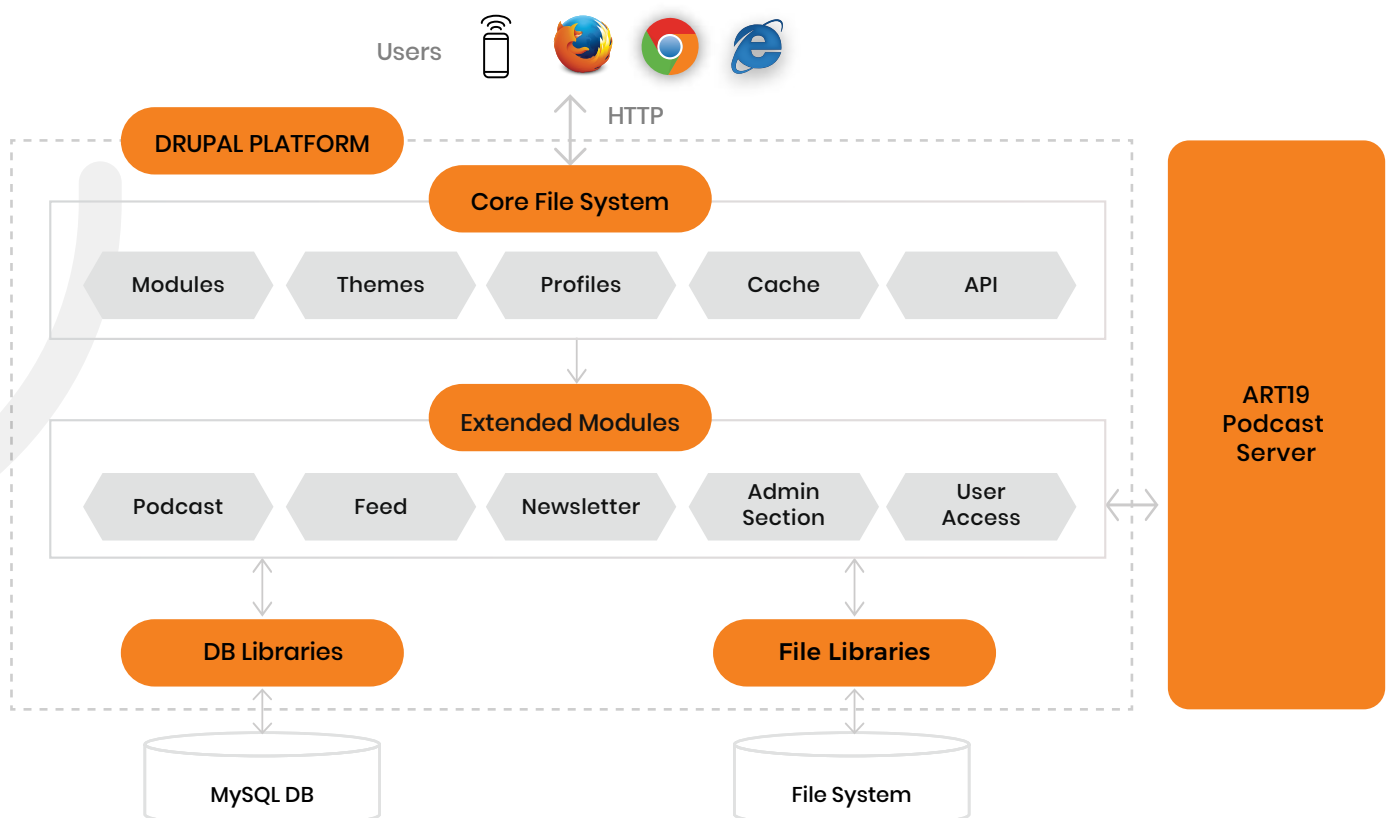 Users
HTTP
DRUPAL PLATFORM
Core File System
Modules
Themes
Profiles
Cache
API
Extended Modules
Podcast
Feed
Newsletter
Admin
Section
User
Access
ART19
Podcast
Server
DB Libraries
File Libraries
MySQL DB
File System